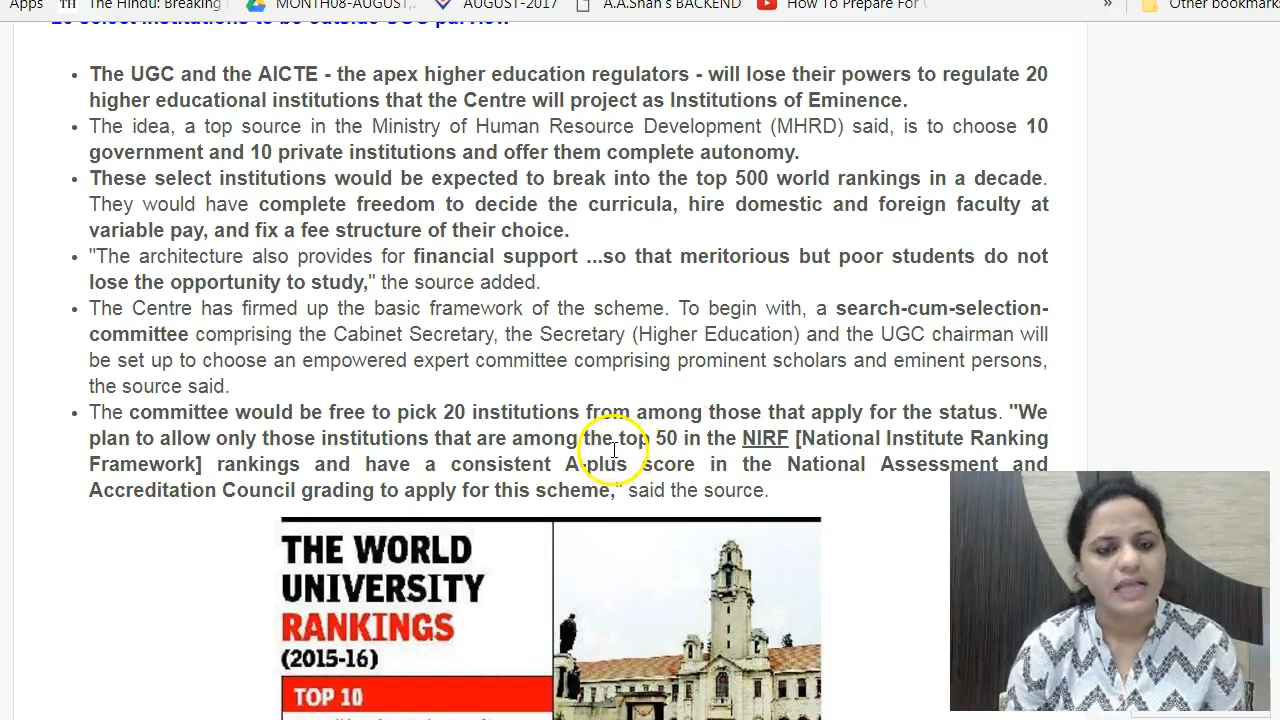 Apps
The Hindu: Breaking
MONTH08-AUGUST,
AUGUST-2017
A.A.Shah's BACKEND
How To Prepare For
»
Other bookmarks
20 select institutions to be outside UGC purview
• The UGC and the AICTE - the apex higher education regulators - will lose their powers to regulate 20
higher educational institutions that the Centre will project as Institutions of Eminence.
• The idea, a top source in the Ministry of Human Resource Development (MHRD) said, is to choose 10
government and 10 private institutions and offer them complete autonomy.
• These select institutions would be expected to break into the top 500 world rankings in a decade.
They would have complete freedom to decide the curricula, hire domestic and foreign faculty at
variable pay, and fix a fee structure of their choice.
• "The architecture also provides for financial support ...so that meritorious but poor students do not
lose the opportunity to study," the source added.
• The Centre has firmed up the basic framework of the scheme. To begin with, a search-cum-selection-
committee comprising the Cabinet Secretary, the Secretary (Higher Education) and the UGC chairman will
be set up to choose an empowered expert committee comprising prominent scholars and eminent persons,
the source said.
• The committee would be free to pick 20 institutions from among those that apply for the status. "We
plan to allow only those institutions that are among the top 50 in the NIRF [National Institute Ranking
Framework] rankings and have a consistent A-plus score in the National Assessment and
Accreditation Council grading to apply for this scheme," said the source.
THE WORLD
UNIVERSITY
RANKINGS
(2015-16)
TOP 10